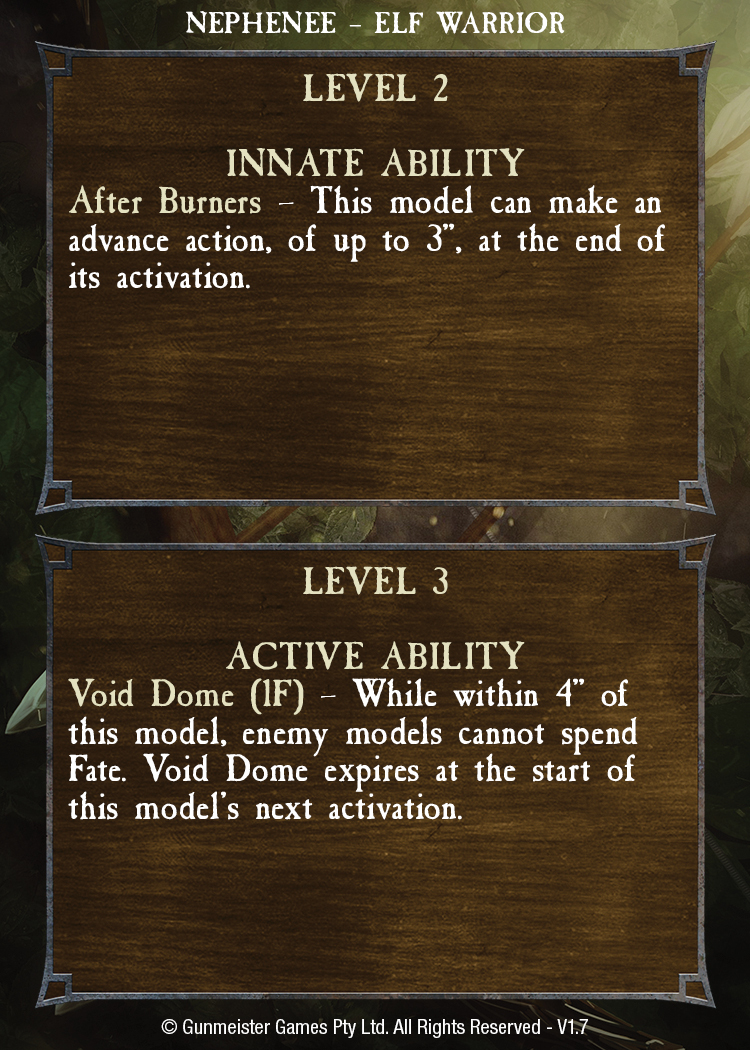 NEPHENEE – ELF WARRIOR
LEVEL 2
INNATE ABILITY
After Burners – This model can make an
advance action, of up to 3”, at the end of
its activation.
LEVEL 3
ACTIVE ABILITY
Void Dome (1F) – While within 4” of
this model, enemy models cannot spend
Fate. Void Dome expires at the start of
this model’s next activation.
© Gunmeister Games Pty Ltd. All Rights Reserved - V1.7